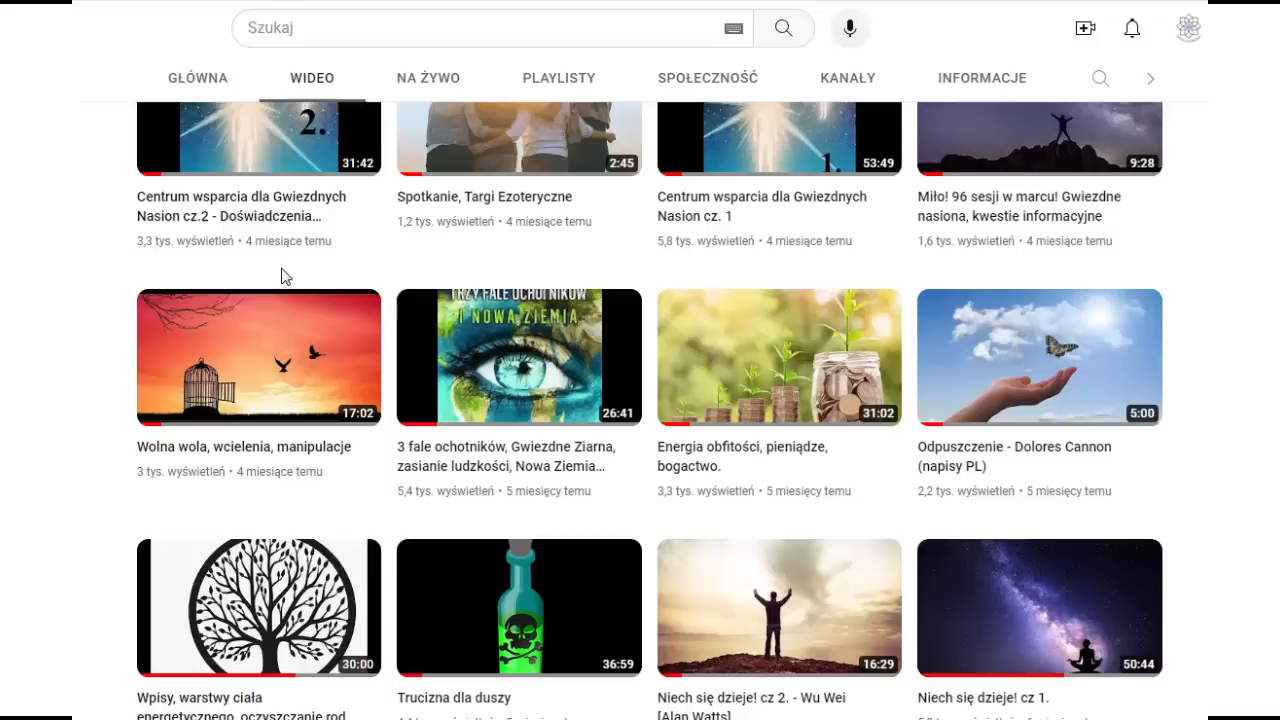 Szukaj
GŁÓWNA
WIDEO
NA ŻYWO
PLAYLISTY
SPOŁECZNOŚĆ
KANAŁY
INFORMACJE
2.
31:42
2:45
1.
53:49
9:28
Centrum wsparcia dla Gwiezdnych
Nasion cz.2 - Doświadczenia...
3,3 tys. wyświetleń • 4 miesiące temu
Spotkanie, Targi Ezoteryczne
1,2 tys. wyświetleń • 4 miesiące temu
Centrum wsparcia dla Gwiezdnych
Nasion cz. 1
5,8 tys. wyświetleń • 4 miesiące temu
Miło! 96 sesji w marcu! Gwiezdne
nasiona, kwestie informacyjne
1,6 tys. wyświetleń • 4 miesiące temu
17:02
TRZY FALE OCHOTNIKÓW
I NOWA ZIEMIA
26:41
31:02
5:00
Wolna wola, wcielenia, manipulacje
3 tys. wyświetleń • 4 miesiące temu
3 fale ochotników, Gwiezdne Ziarna,
zasianie ludzkości, Nowa Ziemia...
5,4 tys. wyświetleń • 5 miesięcy temu
Energia obfitości, pieniądze,
bogactwo.
3,3 tys. wyświetleń • 5 miesięcy temu
Odpuszczenie - Dolores Cannon
(napisy PL)
2,2 tys. wyświetleń • 5 miesięcy temu
30:00
36:59
16:29
50:44
Wpisy, warstwy ciała
energetycznego, oczyszczanie rod
Trucizna dla duszy
Niech się dzieje! cz 2. - Wu Wei
[Alan Watts]
Niech się dzieje! cz 1.